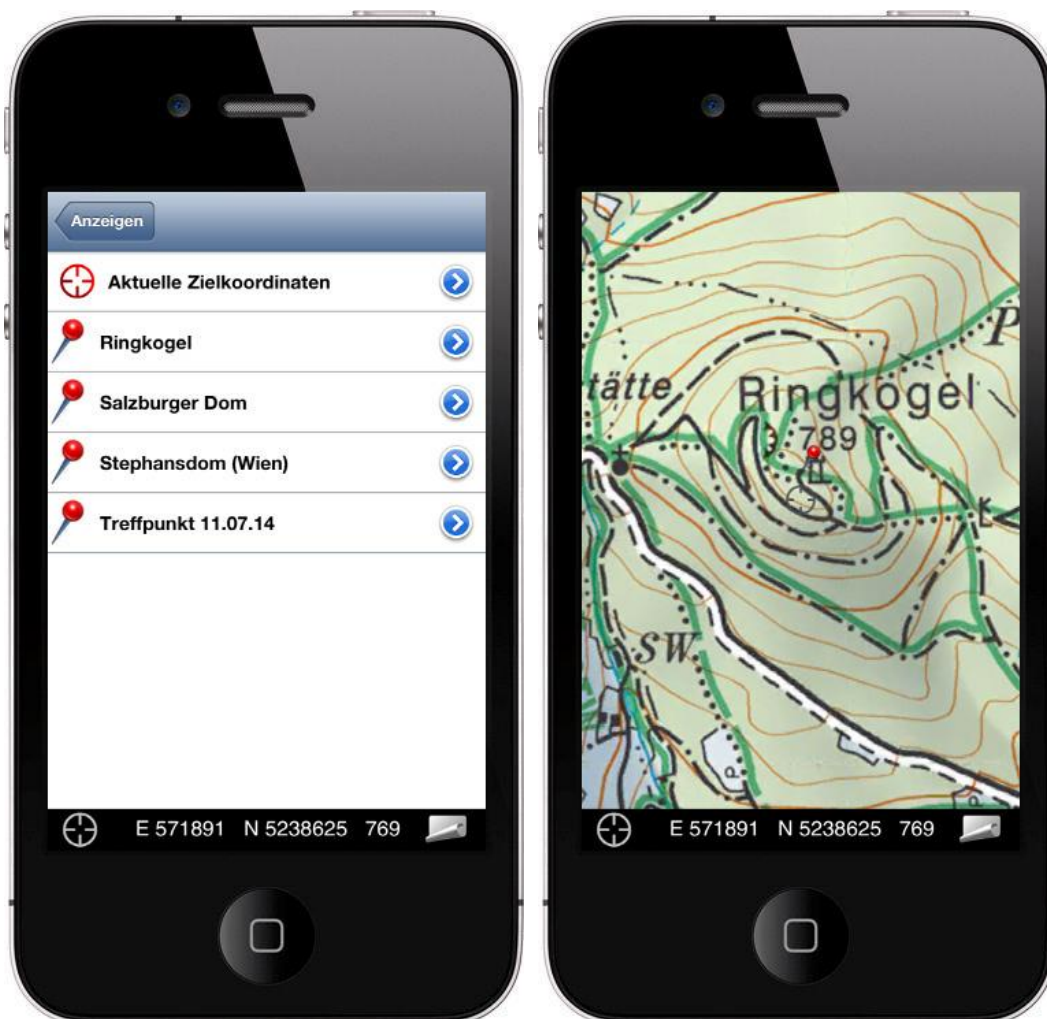 Anzeigen
Aktuelle Zielkoordinaten
Ringkogel
Salzburger Dom
Stephansdom (Wien)
Treffpunkt 11.07.14
E 571891 N 5238625 769
P
tätte
Ringkogel
789
SW
P
P
E 571891 N 5238625 769